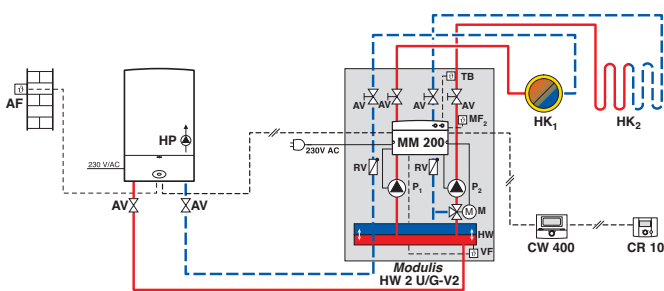 TB
AF
AV AV AV AV
HK1
HK2
MF2
HP
MM 200
230V AC
230 V/AC
RV RV
P1 P2
AV AV
M
HW
CW 400
CR 10
VF
Modulis
HW 2 U/G-V2